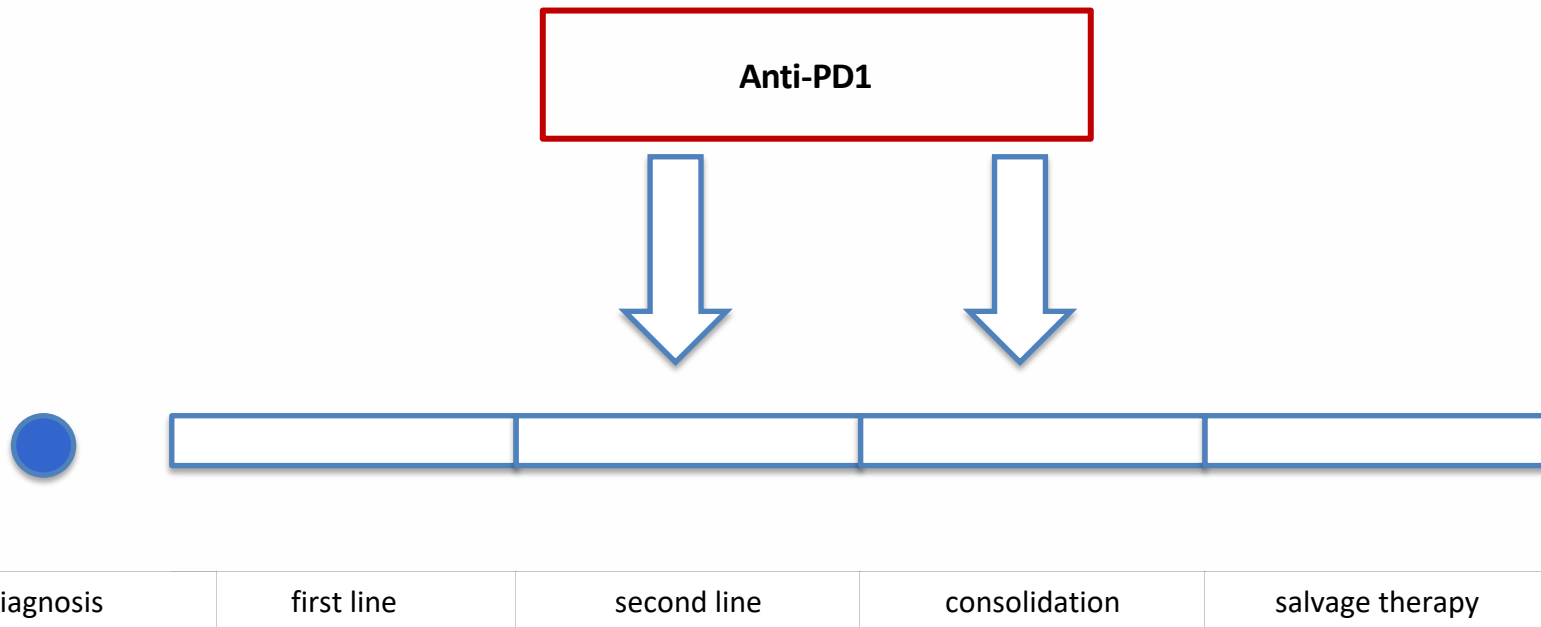 Anti-PD1
iagnosis first line second line consolidation salvage therapy